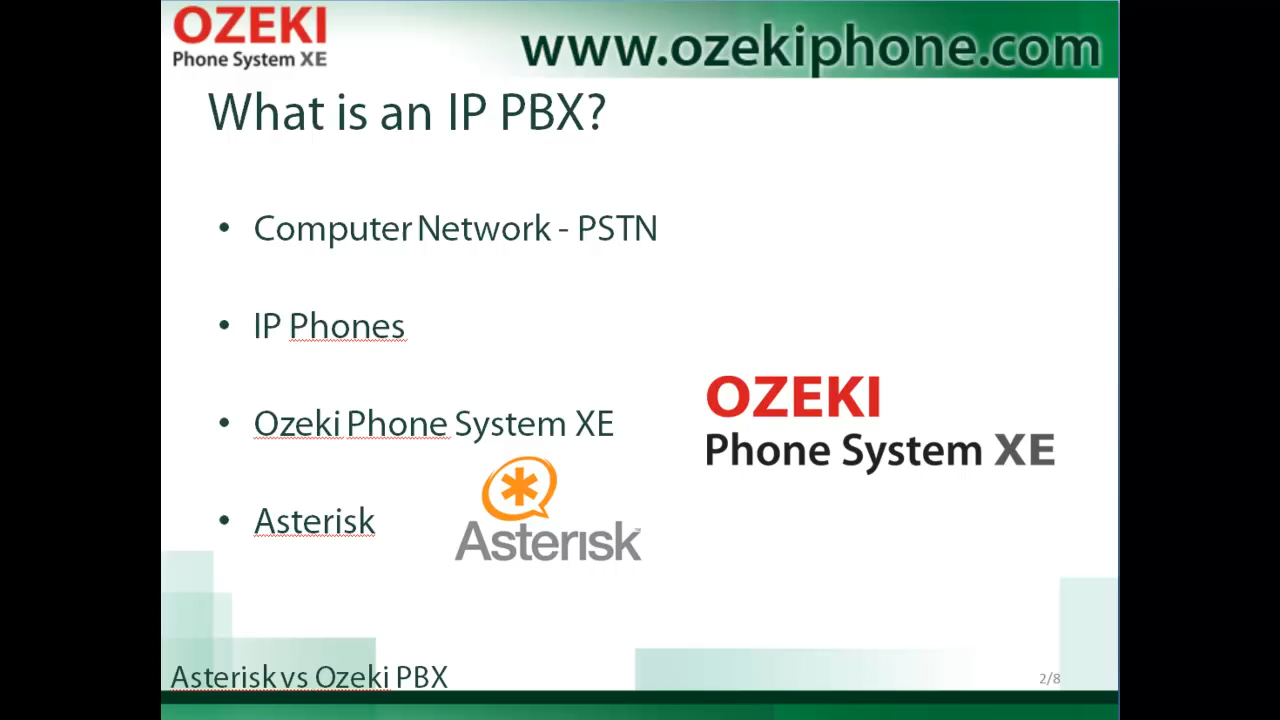 OZEKI
Phone System XE
www.ozekiphone.com
What is an IP PBX?
• Computer Network - PSTN
• IP Phones
• Ozeki Phone System XE
• Asterisk
OZEKI
Phone System XE
Asterisk™
Asterisk vs Ozeki PBX
2/8